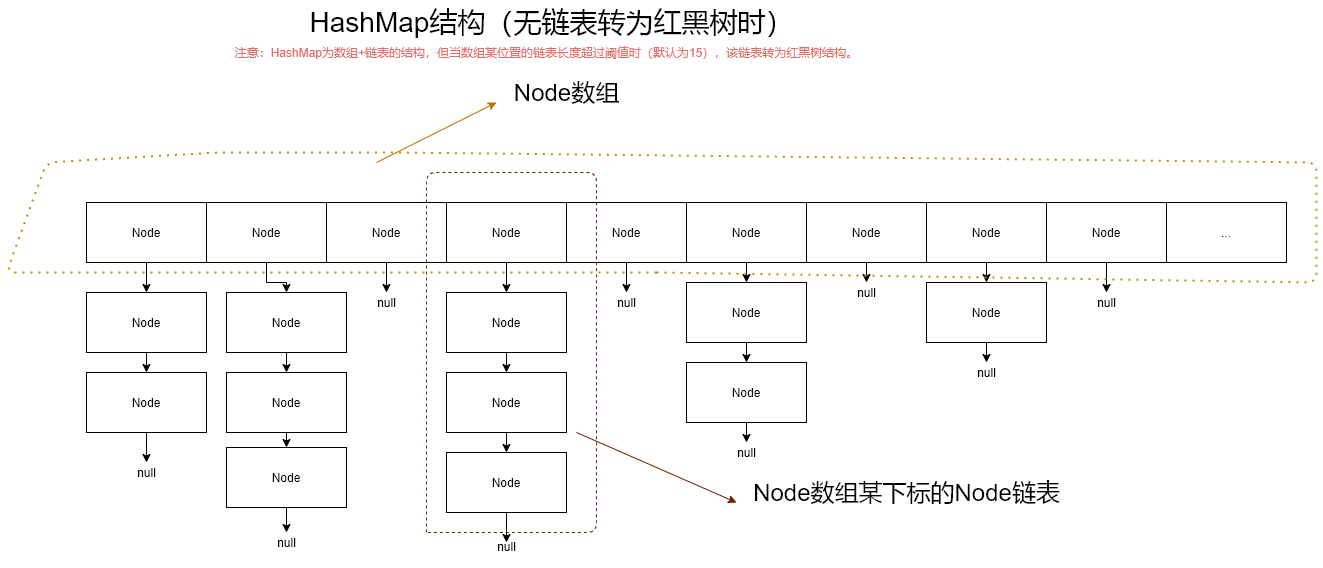 HashMap结构（无链表转为红黑树时）
注意：HashMap为数组+链表的结构，但当数组某位置的链表长度超过阈值时（默认为15），该链表转为红黑树结构。
Node数组
Node Node Node Node Node Node Node Node Node ...
null null null null
Node Node Node Node Node
null
Node Node Node Node
null
null
Node Node Node
Node数组某下标的Node链表
null null